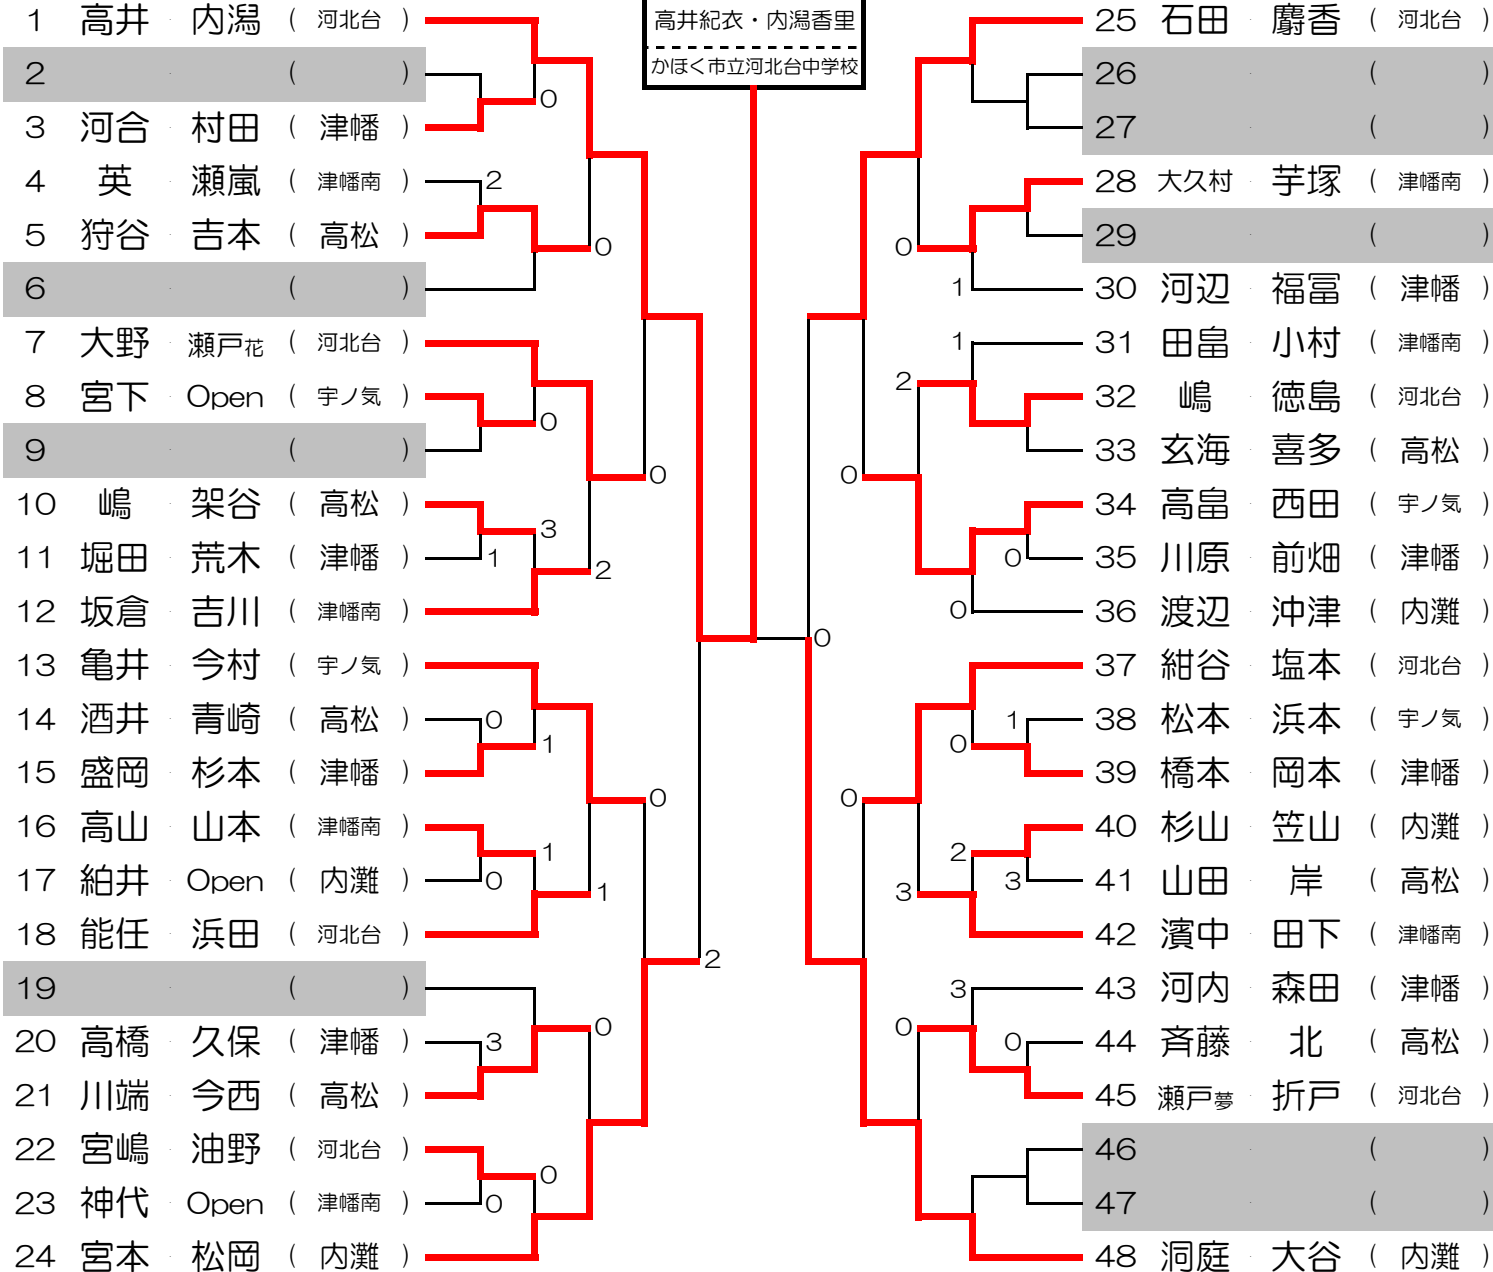 高井紀衣・内潟香里
かほく市立河北台中学校
1 高井 内潟 ( 河北台 )
2 ( )
0
3 河合 村田 ( 津幡 )
4 英 瀬嵐 ( 津幡南 ) 2
5 狩谷 吉本 ( 高松 )
0
6 ( )
7 大野 瀬戸花 ( 河北台 )
8 宮下 Open ( 宇ノ気 )
0
9 ( )
0
10 嶋 架谷 ( 高松 )
3
11 堀田 荒木 ( 津幡 ) 1
2
12 坂倉 吉川 ( 津幡南 )
13 亀井 今村 ( 宇ノ気 )
14 酒井 青崎 ( 高松 ) 0
1
15 盛岡 杉本 ( 津幡 )
0
16 高山 山本 ( 津幡南 )
1
17 紺井 Open ( 内灘 ) 0
1
18 能任 浜田 ( 河北台 )
2
19 ( )
0
20 高橋 久保 ( 津幡 ) 3
21 川端 今西 ( 高松 )
22 宮嶋 油野 ( 河北台 )
0
23 神代 Open ( 津幡南 ) 0
24 宮本 松岡 ( 内灘 )
25 石田 麝香 ( 河北台 )
26 ( )
27 ( )
28 大久村 芋塚 ( 津幡南 )
29 ( )
0
1 30 河辺 福冨 ( 津幡 )
1 31 田畠 小村 ( 津幡南 )
2
32 嶋 徳島 ( 河北台 )
33 玄海 喜多 ( 高松 )
0
34 高畠 西田 ( 宇ノ気 )
0 35 川原 前畑 ( 津幡 )
0 36 渡辺 沖津 ( 内灘 )
0
37 紺谷 塩本 ( 河北台 )
1 38 松本 浜本 ( 宇ノ気 )
0
39 橋本 岡本 ( 津幡 )
0
40 杉山 笠山 ( 内灘 )
2
3 41 山田 岸 ( 高松 )
3
42 濱中 田下 ( 津幡南 )
3 43 河内 森田 ( 津幡 )
0
0 44 斉藤 北 ( 高松 )
45 瀬戸夢 折戸 ( 河北台 )
46 ( )
47 ( )
48 洞庭 大谷 ( 内灘 )